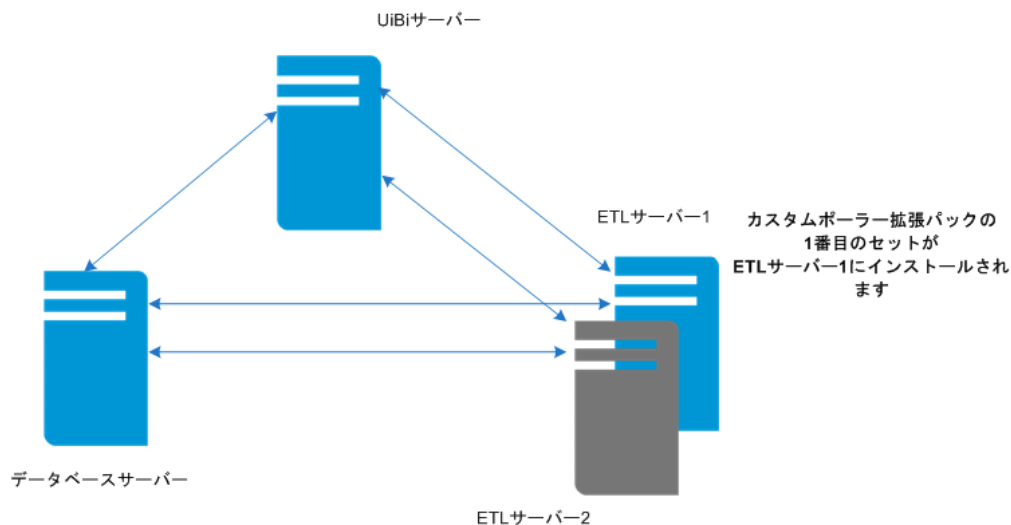 UiBiサーバー
ETLサーバー1
カスタムポーラー拡張パックの
1番目のセットが
ETLサーバー1にインストールされ
ます
データベースサーバー
ETLサーバー2